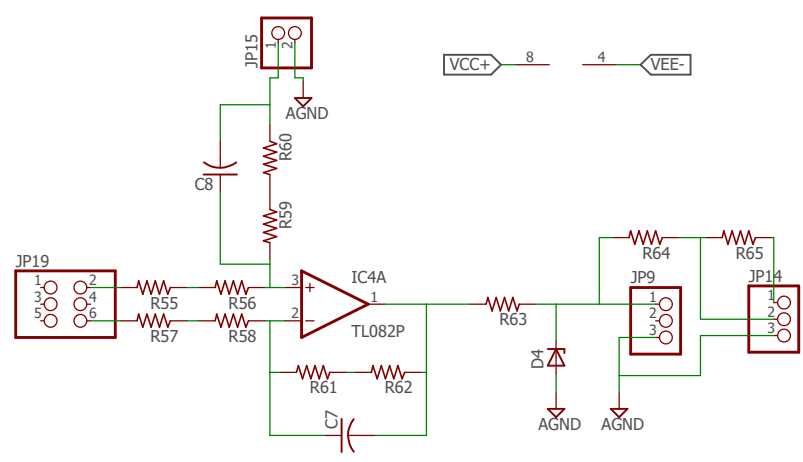 JP15
1
2
VCC+
8
4
VEE-
AGND
R60
C8
R59
R64
R65
JP19
1
2
3
4
5
6
R55
R56
R57
R58
3
2
1
IC4A
TL082P
R63
JP9
1
2
3
JP14
1
2
3
D4
R61
R62
C7
AGND
AGND